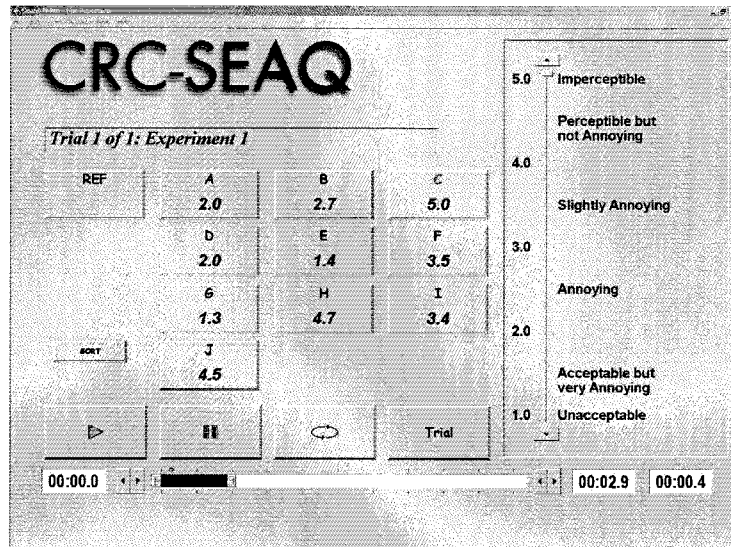 CRC-SEAQ
Trial 1 of 1: Experiment 1
REF
A
2.0
B
2.7
C
5.0
D
2.0
E
1.4
F
3.5
G
1.3
H
4.7
I
3.4
SORT
J
4.5
Trial
00:00.0
00:02.9
00:00.4
5.0
Imperceptible
Perceptible but
not Annoying
4.0
Slightly Annoying
3.0
Annoying
2.0
Acceptable but
very Annoying
1.0
Unacceptable